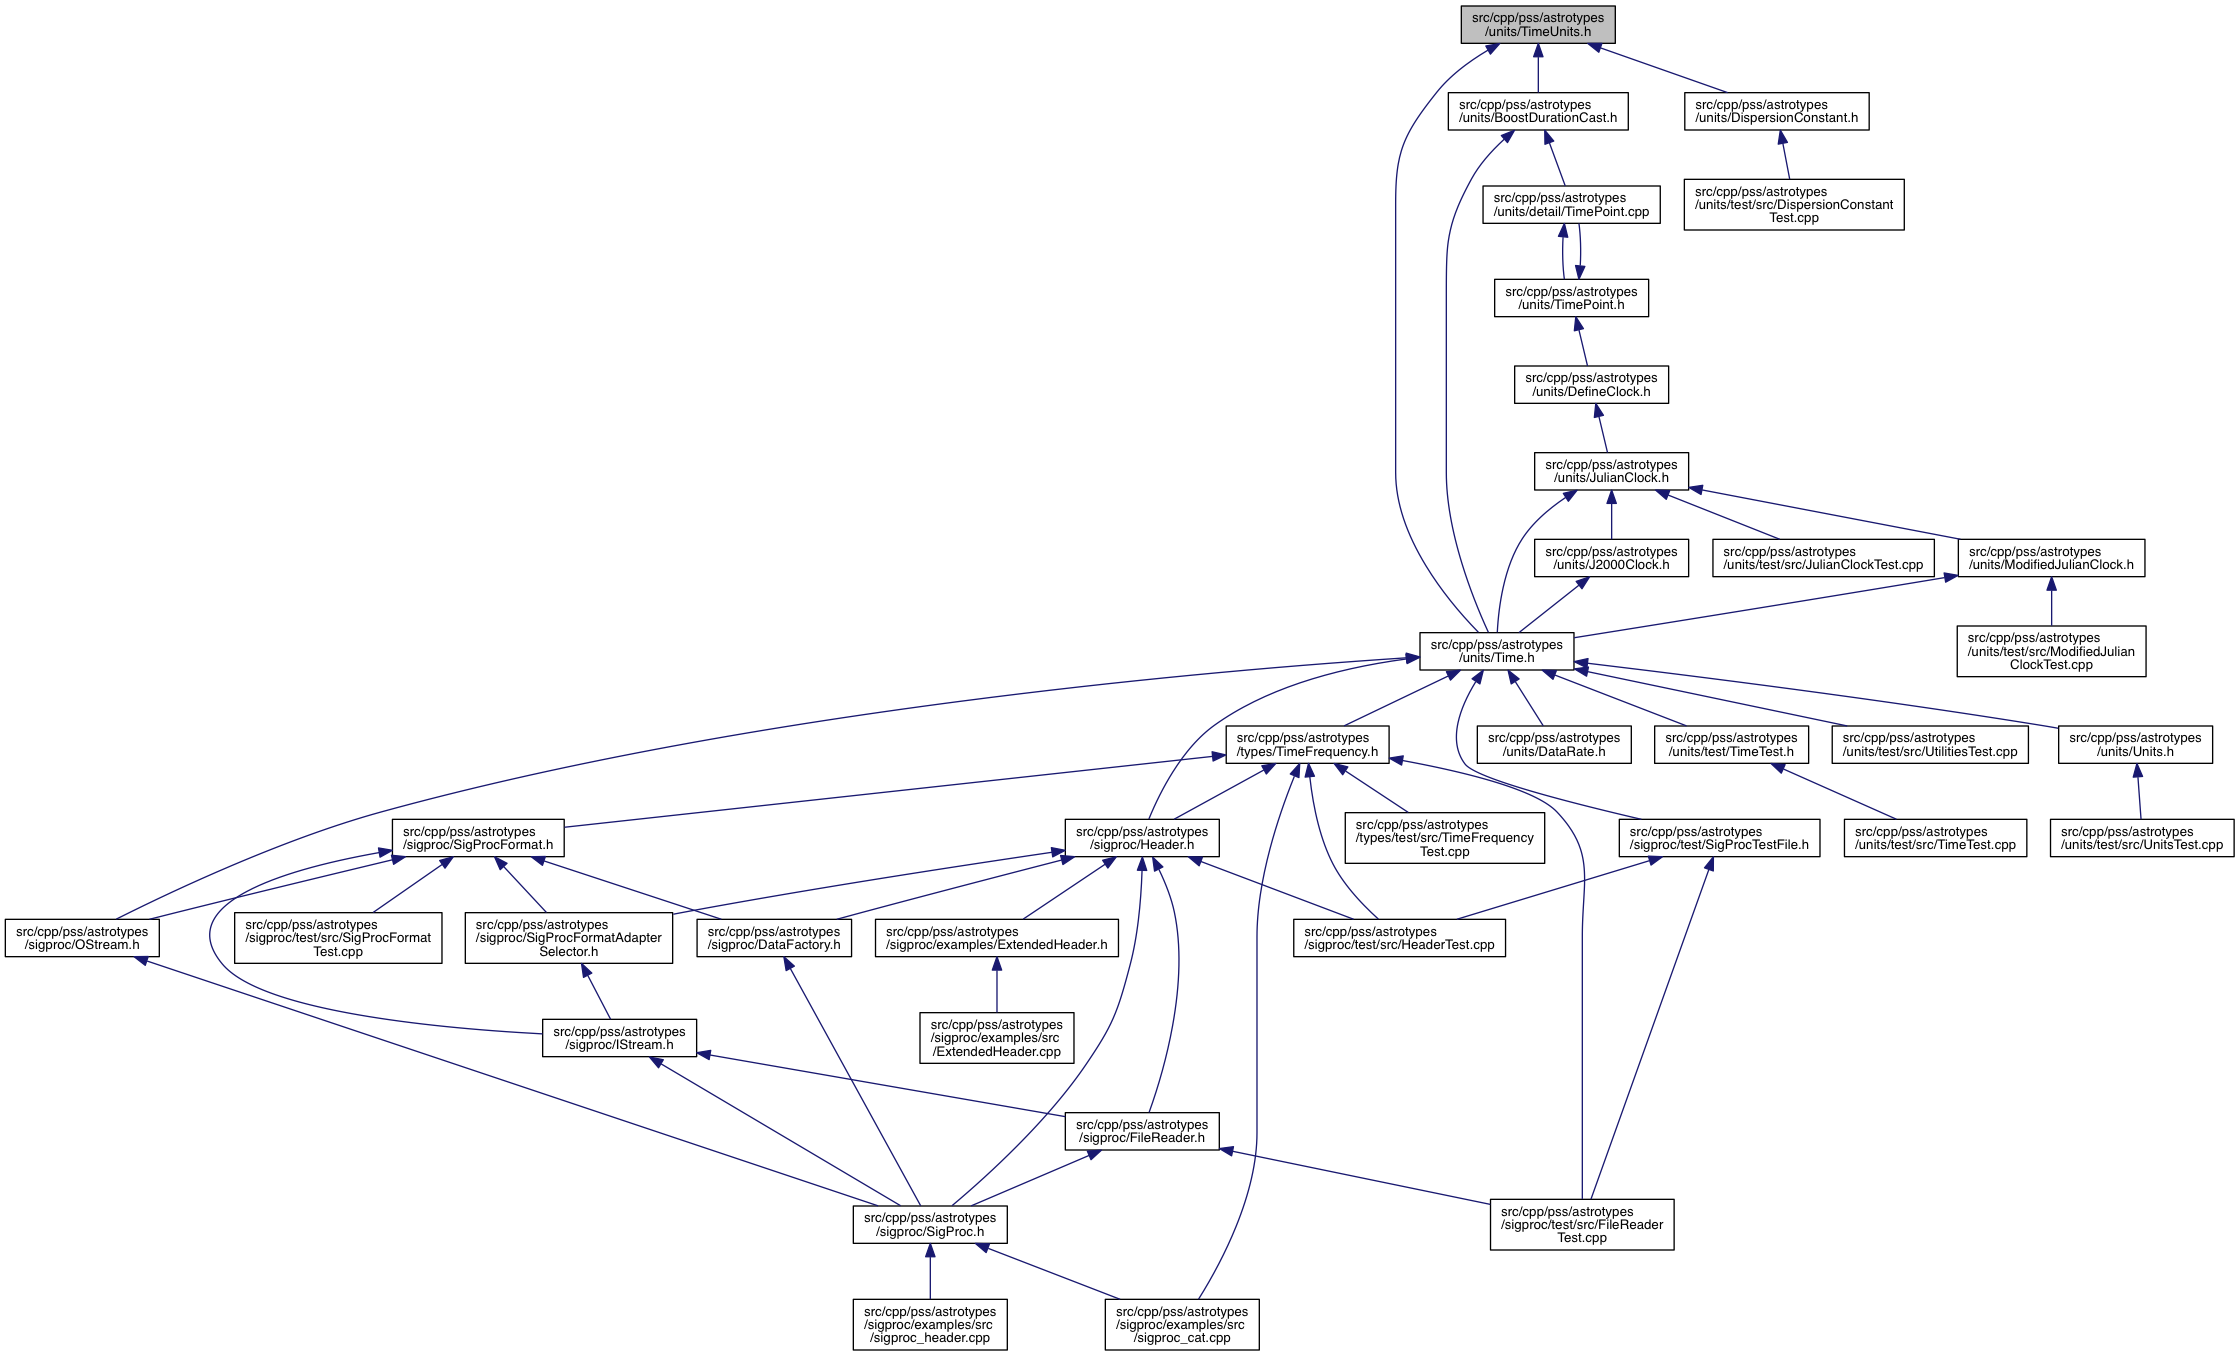 src/cpp/pss/astrotypes
/units/TimeUnits.h
src/cpp/pss/astrotypes
/units/BoostDurationCast.h
src/cpp/pss/astrotypes
/units/DispersionConstant.h
src/cpp/pss/astrotypes
/units/detail/TimePoint.cpp
src/cpp/pss/astrotypes
/units/test/src/DispersionConstant
Test.cpp
src/cpp/pss/astrotypes
/units/TimePoint.h
src/cpp/pss/astrotypes
/units/DefineClock.h
src/cpp/pss/astrotypes
/units/JulianClock.h
src/cpp/pss/astrotypes
/units/J2000Clock.h
src/cpp/pss/astrotypes
/units/test/src/JulianClockTest.cpp
src/cpp/pss/astrotypes
/units/ModifiedJulianClock.h
src/cpp/pss/astrotypes
/units/Time.h
src/cpp/pss/astrotypes
/units/test/src/ModifiedJulian
ClockTest.cpp
src/cpp/pss/astrotypes
/types/TimeFrequency.h
src/cpp/pss/astrotypes
/units/DataRate.h
src/cpp/pss/astrotypes
/units/test/TimeTest.h
src/cpp/pss/astrotypes
/units/test/src/UtilitiesTest.cpp
src/cpp/pss/astrotypes
/units/Units.h
src/cpp/pss/astrotypes
/sigproc/SigProcFormat.h
src/cpp/pss/astrotypes
/sigproc/Header.h
src/cpp/pss/astrotypes
/types/test/src/TimeFrequency
Test.cpp
src/cpp/pss/astrotypes
/sigproc/test/SigProcTestFile.h
src/cpp/pss/astrotypes
/units/test/src/TimeTest.cpp
src/cpp/pss/astrotypes
/units/test/src/UnitsTest.cpp
src/cpp/pss/astrotypes
/sigproc/OStream.h
src/cpp/pss/astrotypes
/sigproc/test/src/SigProcFormat
Test.cpp
src/cpp/pss/astrotypes
/sigproc/SigProcFormatAdapter
Selector.h
src/cpp/pss/astrotypes
/sigproc/DataFactory.h
src/cpp/pss/astrotypes
/sigproc/examples/ExtendedHeader.h
src/cpp/pss/astrotypes
/sigproc/test/src/HeaderTest.cpp
src/cpp/pss/astrotypes
/sigproc/IStream.h
src/cpp/pss/astrotypes
/sigproc/examples/src
/ExtendedHeader.cpp
src/cpp/pss/astrotypes
/sigproc/FileReader.h
src/cpp/pss/astrotypes
/sigproc/SigProc.h
src/cpp/pss/astrotypes
/sigproc/test/src/FileReader
Test.cpp
src/cpp/pss/astrotypes
/sigproc/examples/src
/sigproc_header.cpp
src/cpp/pss/astrotypes
/sigproc/examples/src
/sigproc_cat.cpp